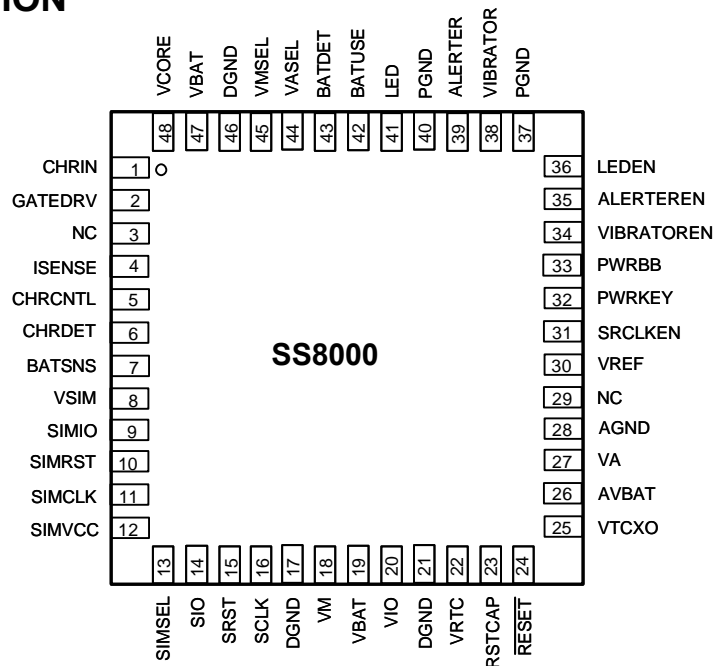 ION
VCORE
VBAT
DGND
VMSEL
VASEL
BATDET
BATUSE
LED
PGND
ALERTER
VIBRATOR
PGND
48
47
46
45
44
43
42
41
40
39
38
37
CHRIN 1
GATEDRV 2
NC 3
ISENSE 4
CHRCNTL 5
CHRDET 6
BATSNS 7
VSIM 8
SIMIO 9
SIMRST 10
SIMCLK 11
SIMVCC 12
SS8000
36 LEDEN
35 ALERTEREN
34 VIBRATOREN
33 PWRBB
32 PWRKEY
31 SRCLKEN
30 VREF
29 NC
28 AGND
27 VA
26 AVBAT
25 VTCXO
13
14
15
16
17
18
19
20
21
22
23
24
SIMSEL
SIO
SRST
SCLK
DGND
VM
VBAT
VIO
DGND
VRTC
RSTCAP
RESET